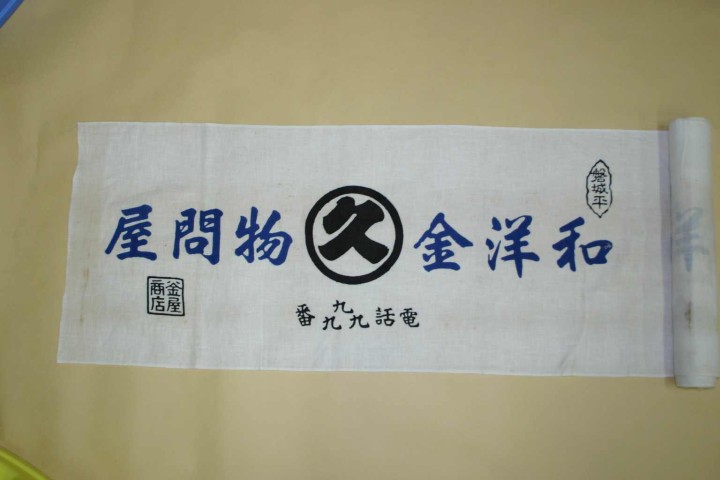 磐城平
和洋金久物問屋
電話九九九番
釜屋商店